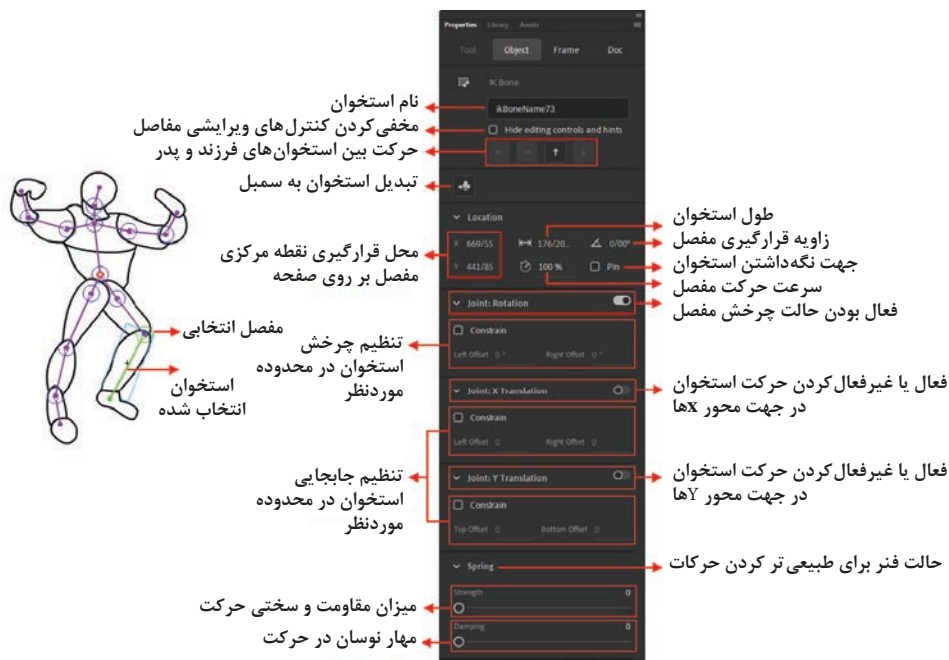 Properties Library Assets
Tool Object Frame Doc
IK Bone
ikBoneName73
Hide editing controls and hints
Location
X 669/55 176/20.. 0/00°
Y 441/85 100 % Pin
Joint: Rotation
Constrain
Left Offset 0 ° Right Offset 0 °
Joint: X Translation
Constrain
Left Offset 0 Right Offset 0
Joint: Y Translation
Constrain
Top Offset 0 Bottom Offset 0
Spring
Strength 0
Damping 0
نام استخوان
مخفی‌کردن کنترل‌های ویرایشی مفاصل
حرکت بین استخوان‌های فرزند و پدر
تبدیل استخوان به سمبل
محل قرارگیری نقطه مرکزی
مفصل بر روی صفحه
مفصل انتخابی
استخوان
انتخاب شده
تنظیم چرخش
استخوان در محدوده
موردنظر
تنظیم جابجایی
استخوان در محدوده
موردنظر
میزان مقاومت و سختی حرکت
مهار نوسان در حرکت
طول استخوان
زاویه قرارگیری مفصل
جهت نگه‌داشتن استخوان
سرعت حرکت مفصل
فعال بودن حالت چرخش مفصل
فعال یا غیرفعال‌کردن حرکت استخوان
در جهت محور xها
فعال یا غیرفعال‌کردن حرکت استخوان
در جهت محور Yها
حالت فنر برای طبیعی‌تر کردن حرکات